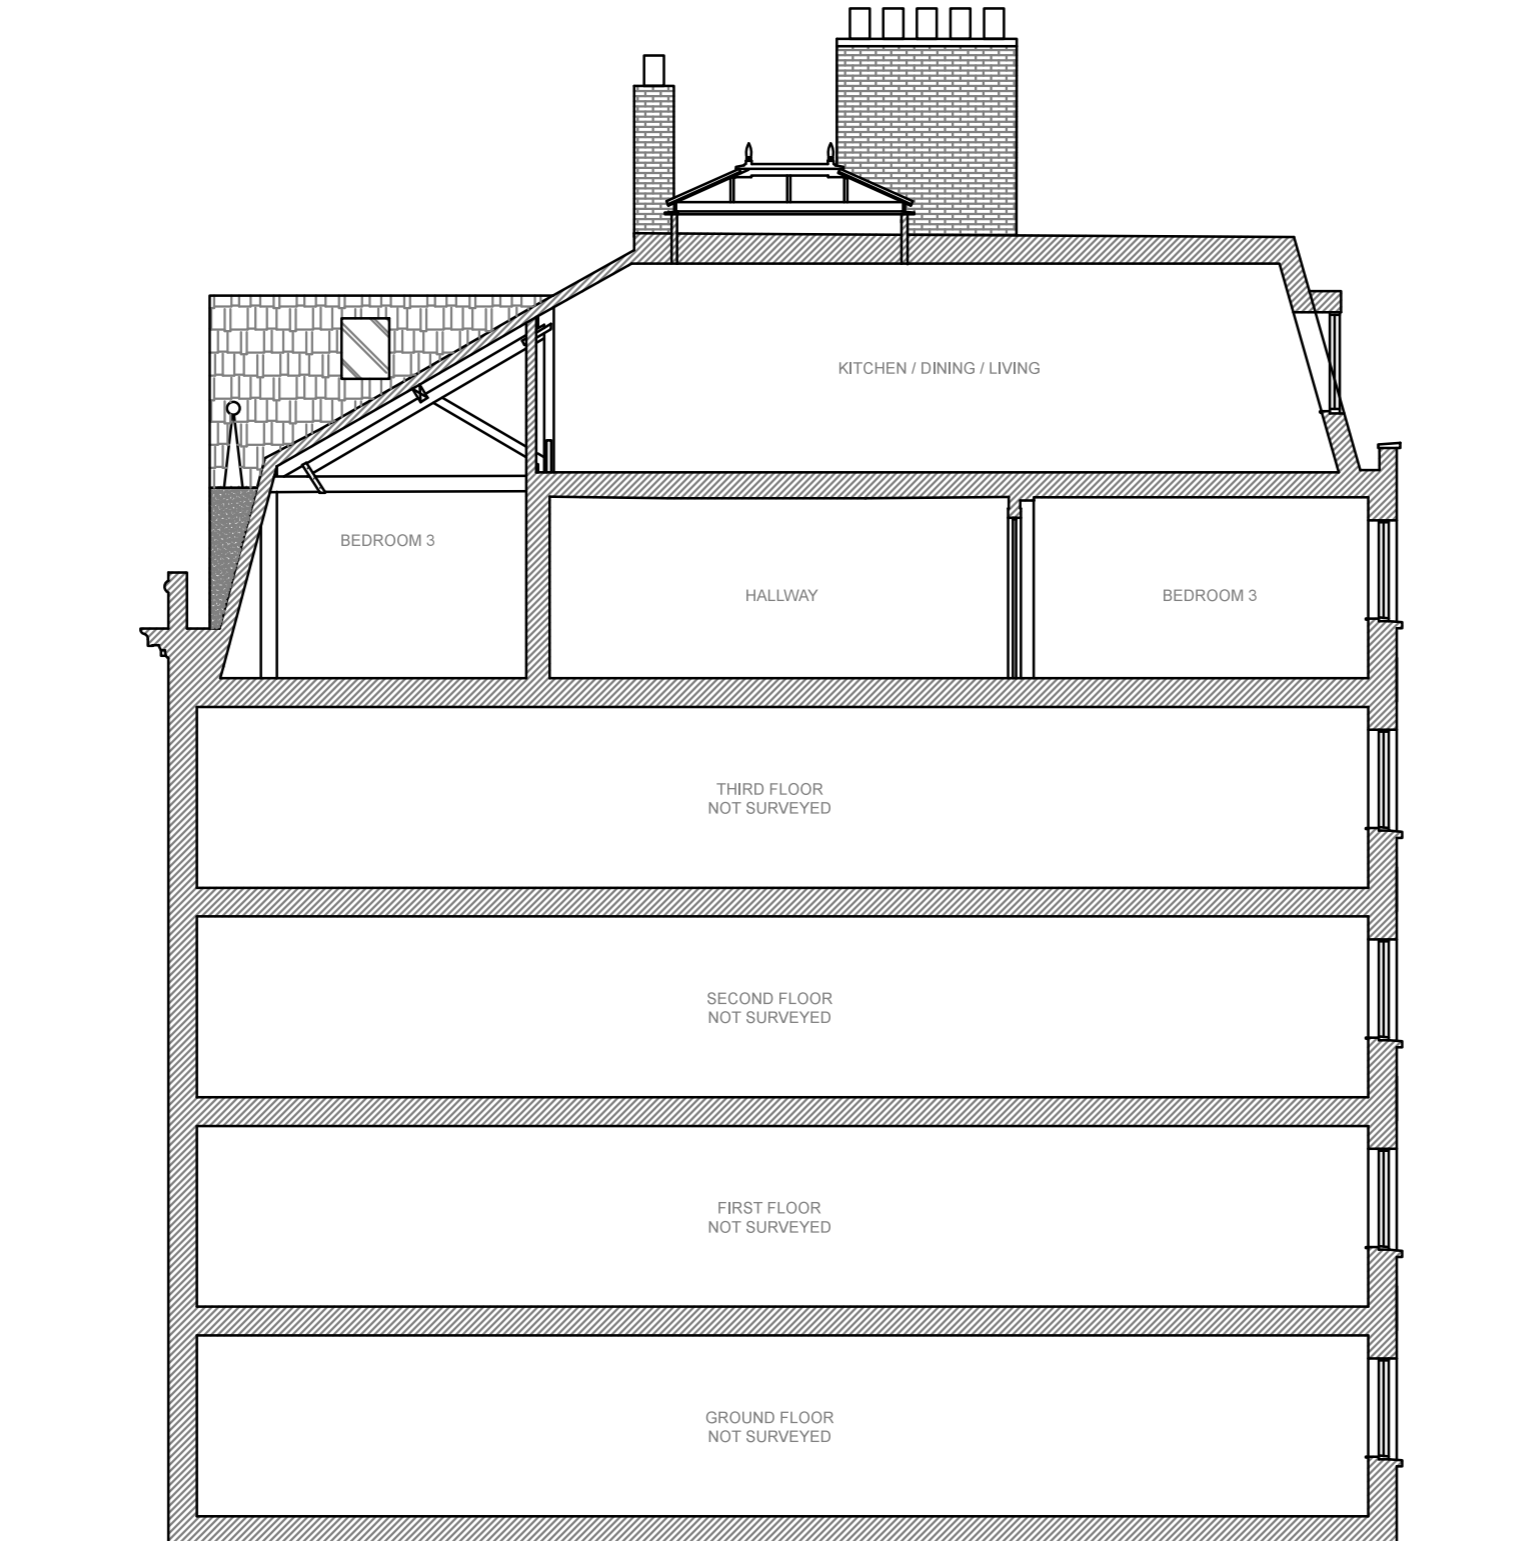 KITCHEN / DINING / LIVING
BEDROOM 3
HALLWAY
BEDROOM 3
THIRD FLOOR
NOT SURVEYED
SECOND FLOOR
NOT SURVEYED
FIRST FLOOR
NOT SURVEYED
GROUND FLOOR
NOT SURVEYED